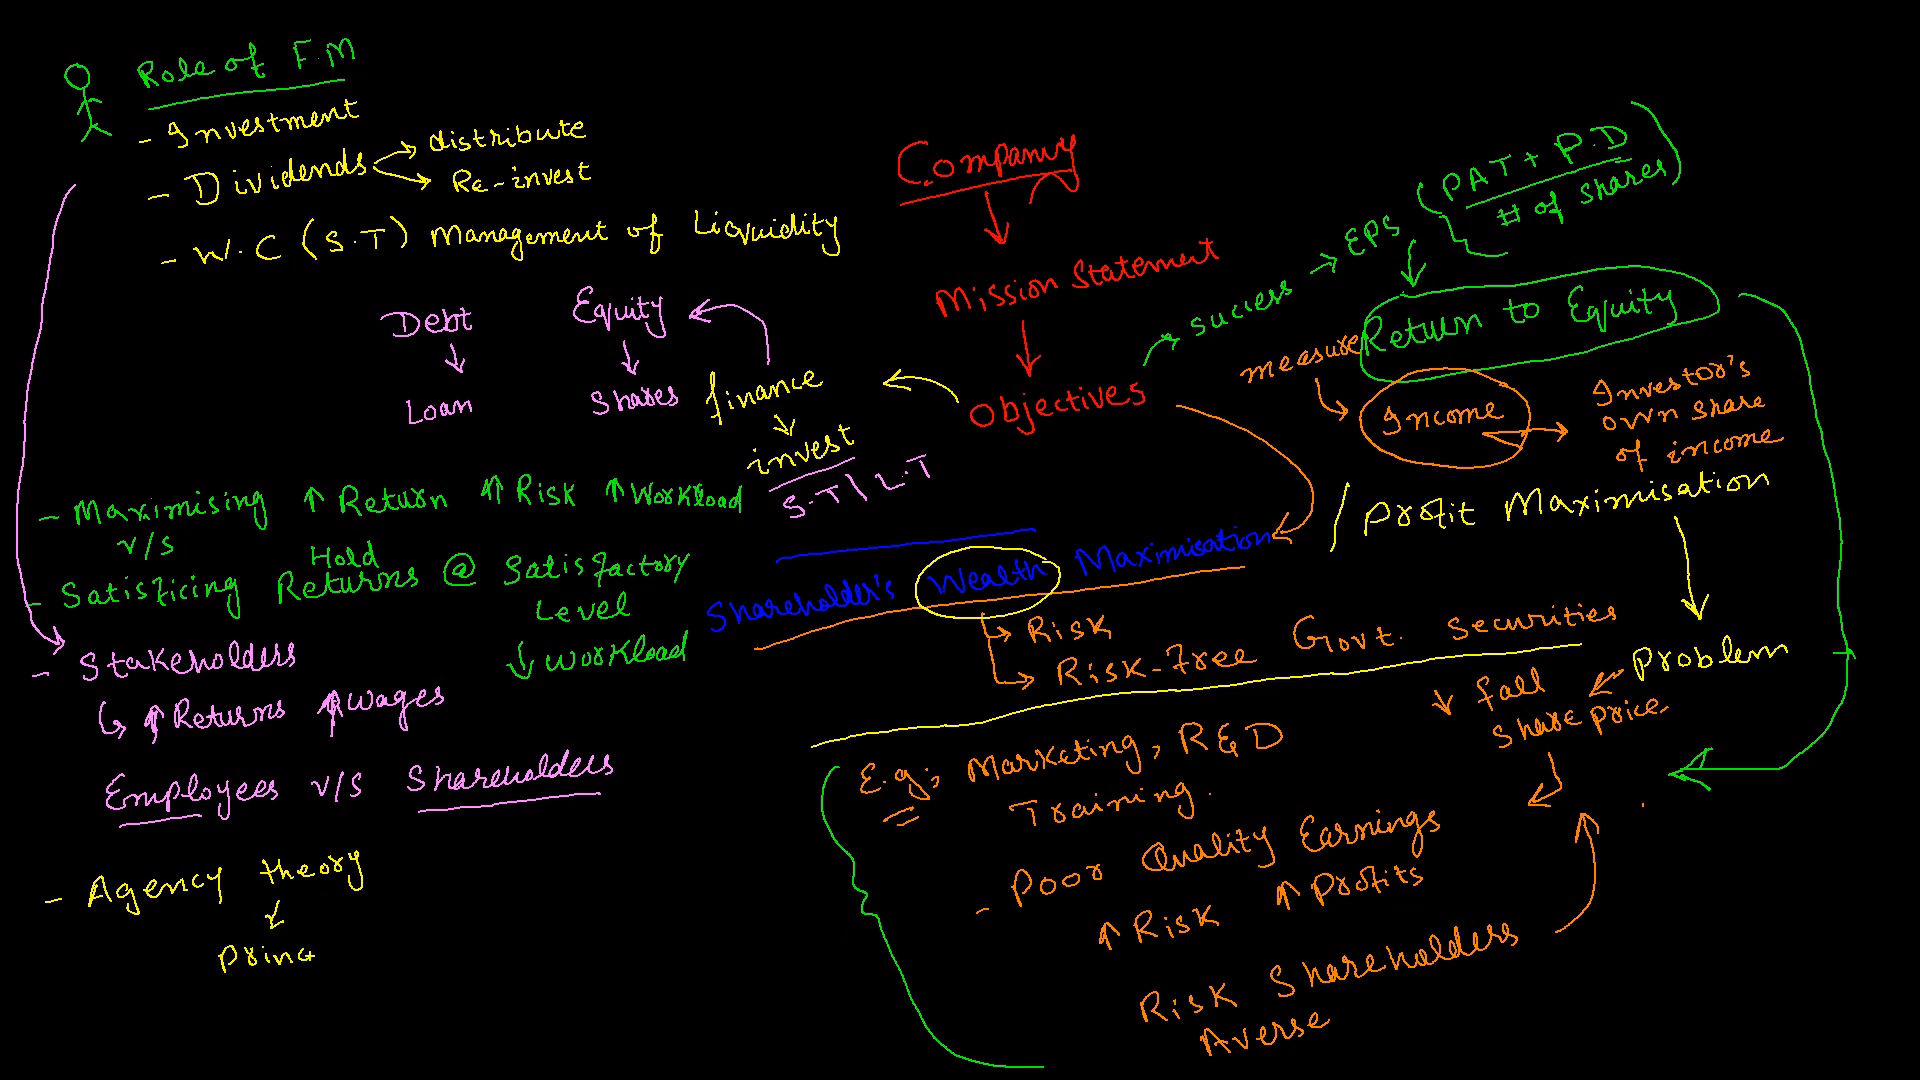 Role of F.M
- Investment
- Dividends → distribute
→ Re-invest
- W.C (S.T) Management of Liquidity
Debt
↓
Loan
Equity
↓
Shares
finance
↓
invest
S.T \ L.T
Company
↓
Mission Statement
↓
Objectives
→ success → EPS (PAT + P.D
# of shares)
↓
Return to Equity
measure
Income → Investor's
own share
of income
Shareholder's Wealth Maximisation
/ Profit Maximisation
↳ Risk
↳ Risk-free Govt. securities
Problem
↓ fall
share price
E.g; Marketing, R&D
Training.
- Poor Quality Earnings
↑ Risk ↑ Profits
Risk Shareholders
Averse
- Maximising ↑ Return ↑ Risk ↑ Workload
v/s
Hold
- Satisficing Returns @ Satisfactory
Level
↓ Workload
- Stakeholders
↳ ↑ Returns ↑ Wages
Employees v/s Shareholders
- Agency theory
↓
Princ